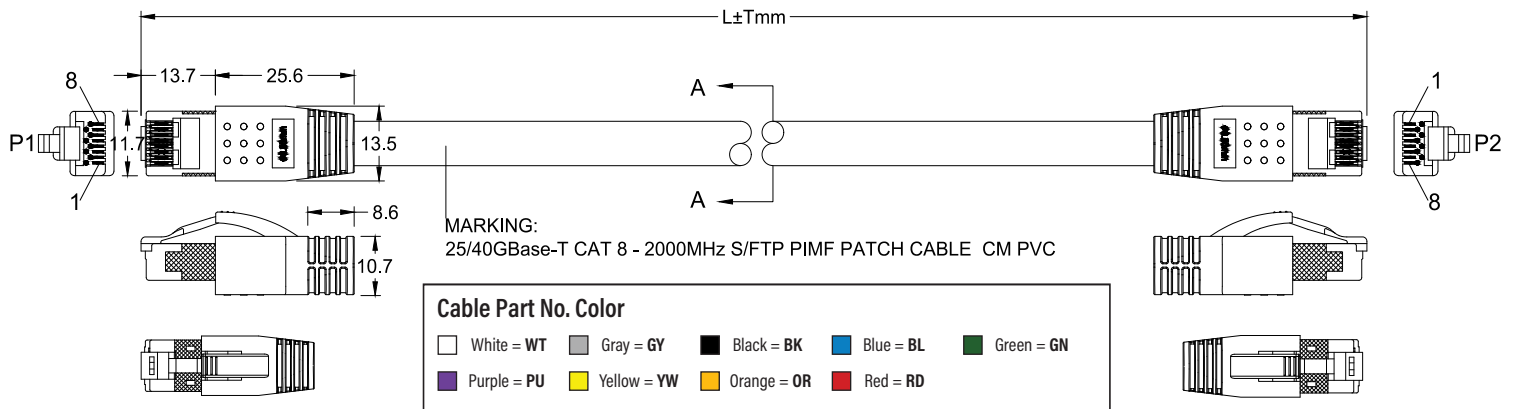 L±Tmm
13.7
25.6
A
8
1
P1
11.7
13.5
P2
1
A
8
8.6
MARKING:
25/40GBase-T CAT 8 - 2000MHz S/FTP PIMF PATCH CABLE CM PVC
10.7
Cable Part No. Color
White = WT Gray = GY Black = BK Blue = BL Green = GN
Purple = PU Yellow = YW Orange = OR Red = RD